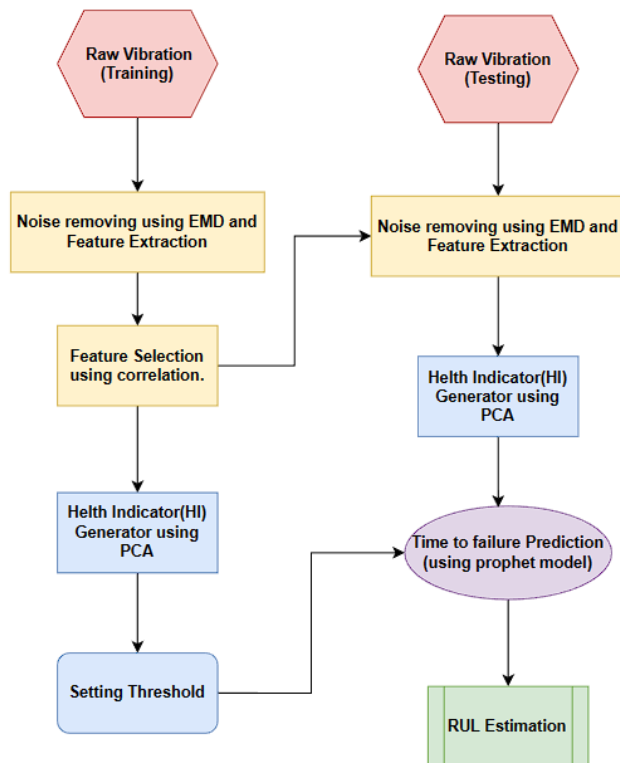 Raw Vibration
(Training)
Noise removing using EMD and
Feature Extraction
Feature Selection
using correlation.
Helth Indicator(HI)
Generator using
PCA
Setting Threshold
Raw Vibration
(Testing)
Noise removing using EMD and
Feature Extraction
Helth Indicator(HI)
Generator using
PCA
Time to failure Prediction
(using prophet model)
RUL Estimation